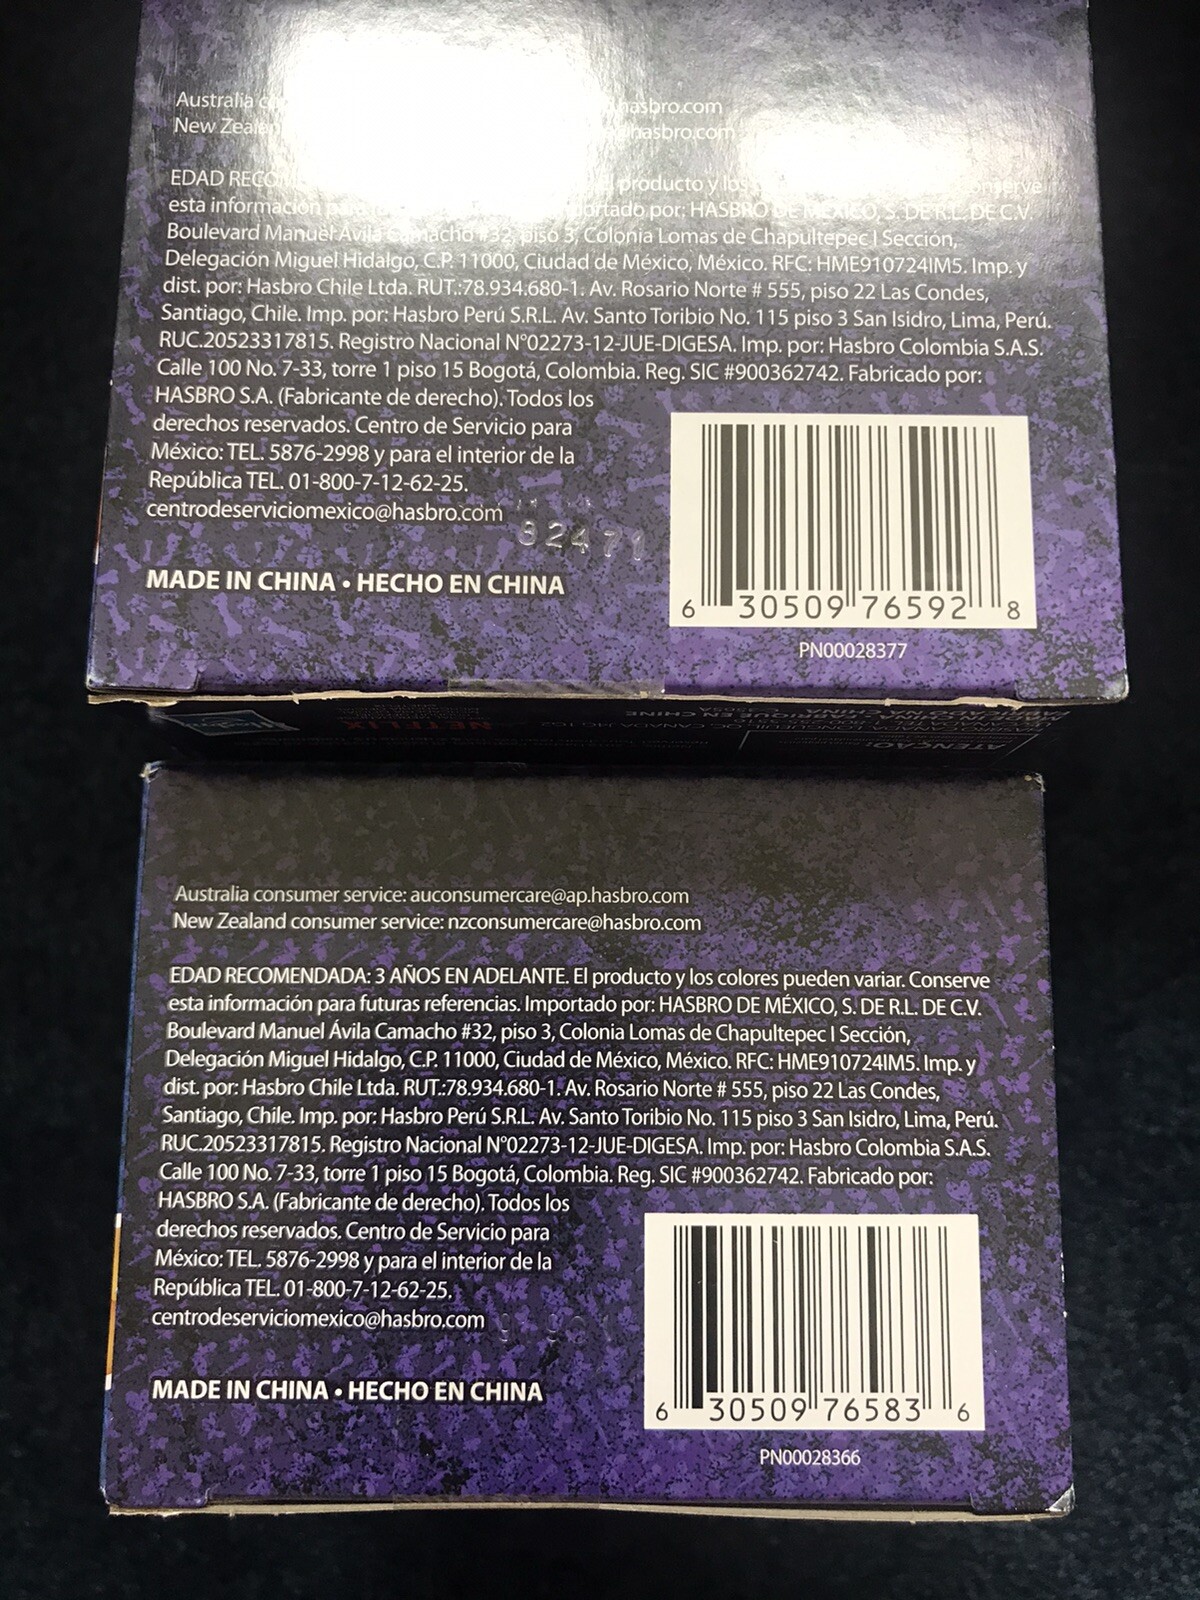 Australia
hasbro.com
New
hasbro.com
EDAD producto y los
esta información por: HASBRO DE MÉXICO, S. DE R.L. DE C.V.
Boulevard Manuel Ávila Camacho #32, piso 3, Colonia Lomas de Chapultepec I Sección,
Delegación Miguel Hidalgo, C.P. 11000, Ciudad de México, México. RFC: HME910724IM5. Imp. y
dist. por: Hasbro Chile Ltda. RUT.:78.934.680-1. Av. Rosario Norte # 555, piso 22 Las Condes,
Santiago, Chile. Imp. por: Hasbro Perú S.R.L. Av. Santo Toribio No. 115 piso 3 San Isidro, Lima, Perú.
RUC.20523317815. Registro Nacional N°02273-12-JUE-DIGESA. Imp. por: Hasbro Colombia S.A.S.
Calle 100 No. 7-33, torre 1 piso 15 Bogotá, Colombia. Reg. SIC #900362742. Fabricado por:
HASBRO S.A. (Fabricante de derecho). Todos los
derechos reservados. Centro de Servicio para
México: TEL. 5876-2998 y para el interior de la
República TEL. 01-800-7-12-62-25.
centrodeserviciomexico@hasbro.com
92471
MADE IN CHINA • HECHO EN CHINA
6 30509 76592 8
PN00028377
NETFLIX
ATENÇÃO:
Australia consumer service: auconsumercare@ap.hasbro.com
New Zealand consumer service: nzconsumercare@hasbro.com
EDAD RECOMENDADA: 3 AÑOS EN ADELANTE. El producto y los colores pueden variar. Conserve
esta información para futuras referencias. Importado por: HASBRO DE MÉXICO, S. DE R.L. DE C.V.
Boulevard Manuel Ávila Camacho #32, piso 3, Colonia Lomas de Chapultepec I Sección,
Delegación Miguel Hidalgo, C.P. 11000, Ciudad de México, México. RFC: HME910724IM5. Imp. y
dist. por: Hasbro Chile Ltda. RUT.:78.934.680-1. Av. Rosario Norte # 555, piso 22 Las Condes,
Santiago, Chile. Imp. por: Hasbro Perú S.R.L. Av. Santo Toribio No. 115 piso 3 San Isidro, Lima, Perú.
RUC.20523317815. Registro Nacional N°02273-12-JUE-DIGESA. Imp. por: Hasbro Colombia S.A.S.
Calle 100 No. 7-33, torre 1 piso 15 Bogotá, Colombia. Reg. SIC #900362742. Fabricado por:
HASBRO S.A. (Fabricante de derecho). Todos los
derechos reservados. Centro de Servicio para
México: TEL. 5876-2998 y para el interior de la
República TEL. 01-800-7-12-62-25.
centrodeserviciomexico@hasbro.com
MADE IN CHINA • HECHO EN CHINA
6 30509 76583 6
PN00028366